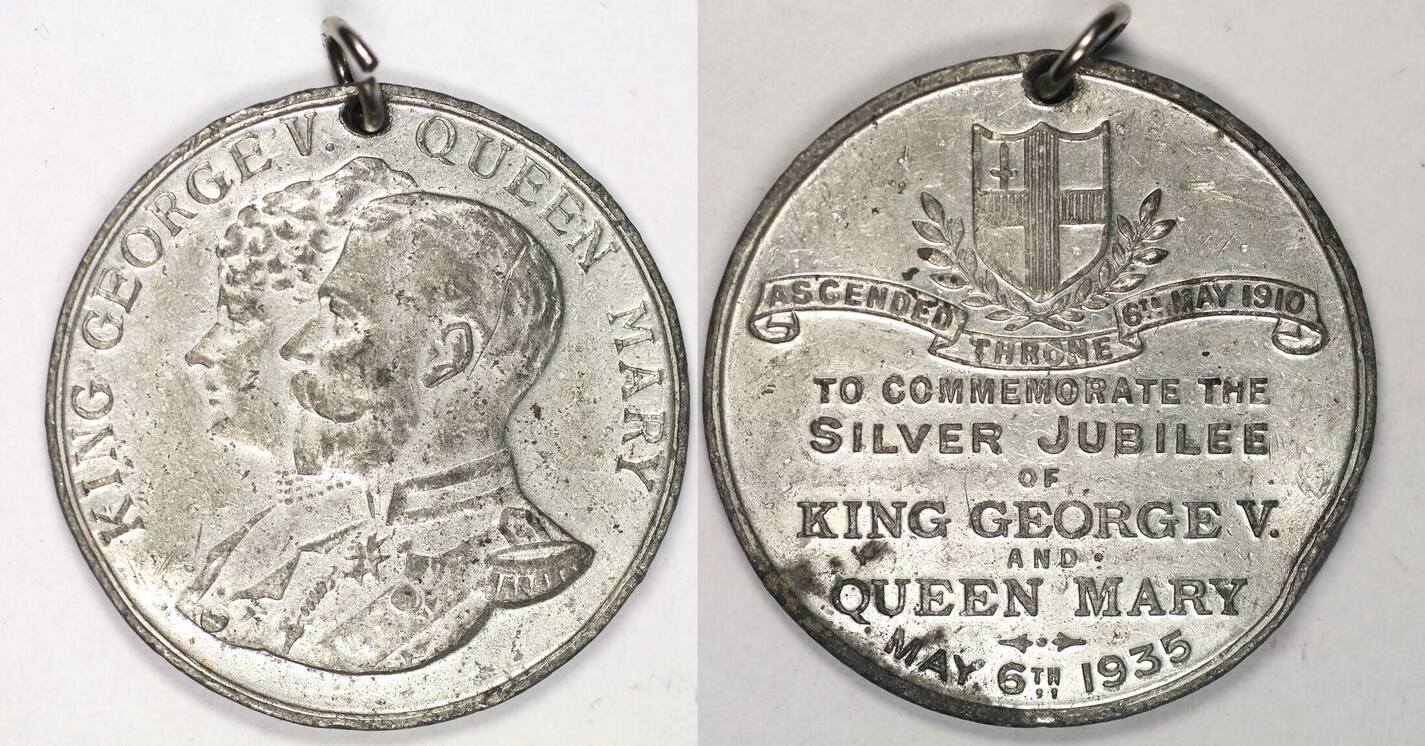 KING GEORGE V. QUEEN MARY
ASCENDED THRONE 6TH MAY 1910
TO COMMEMORATE THE
SILVER JUBILEE
OF
KING GEORGE V.
AND
QUEEN MARY
MAY 6TH 1935